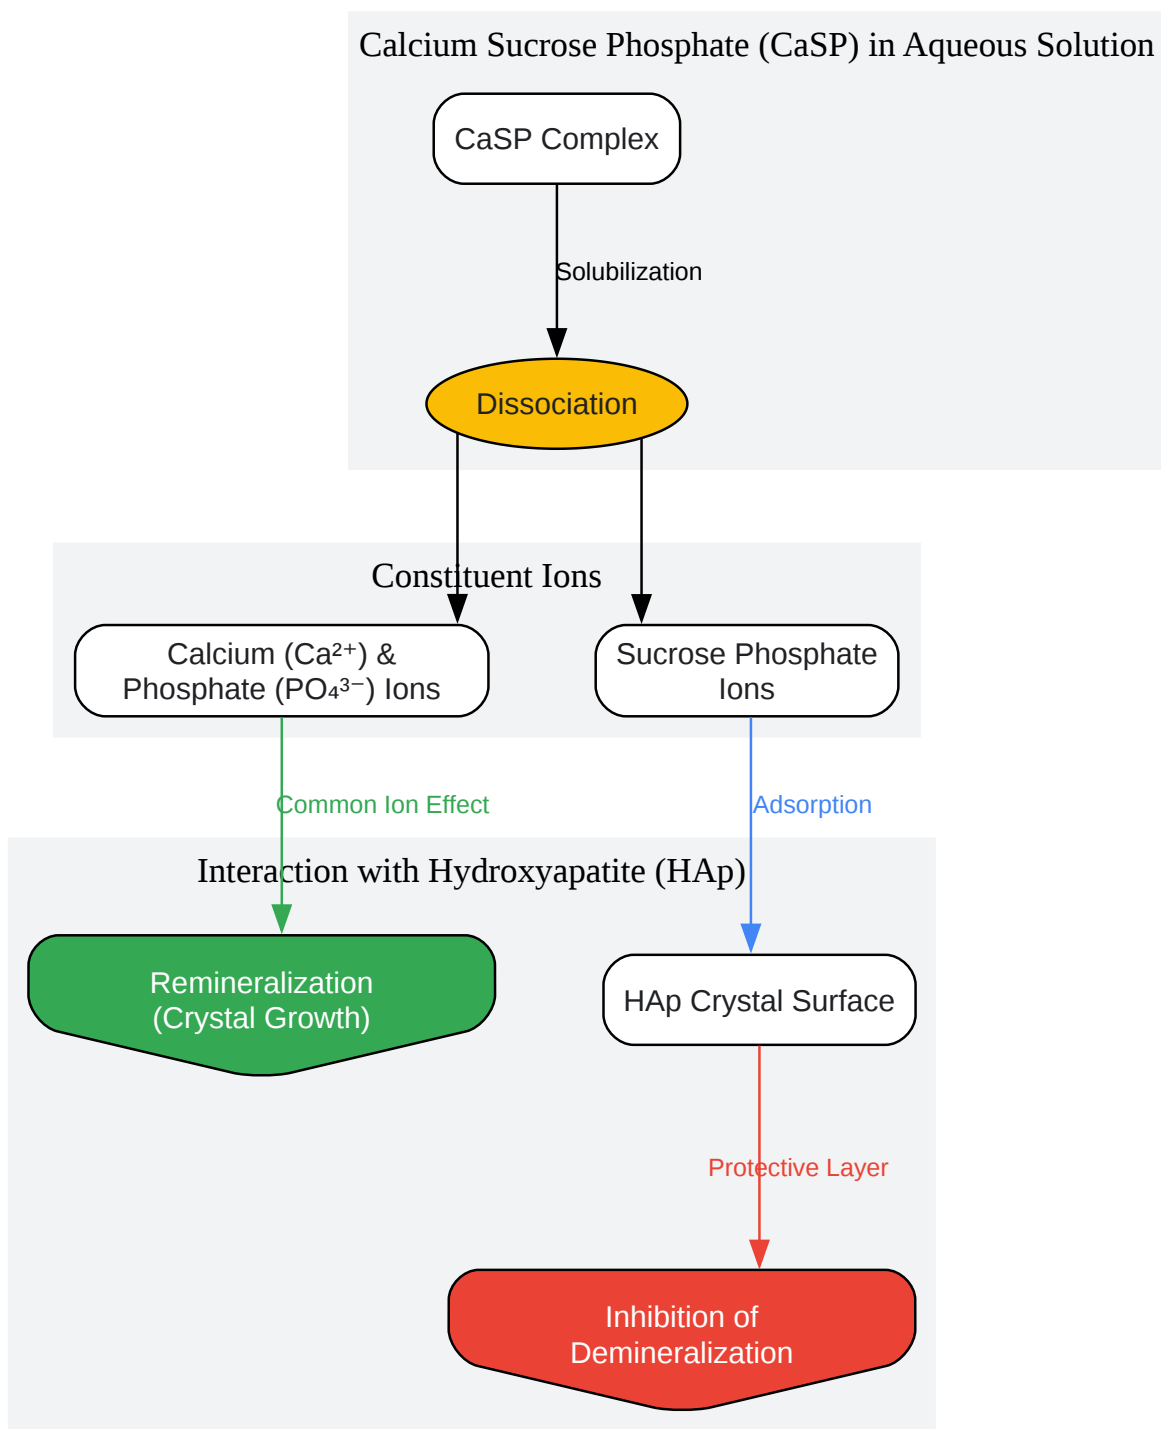 Calcium Sucrose Phosphate (CaSP) in Aqueous Solution
CaSP Complex
Solubilization
Dissociation
Constituent Ions
Calcium (Ca²⁺) &
Phosphate (PO₄³⁻) Ions
Sucrose Phosphate
Ions
Common Ion Effect
Adsorption
Interaction with Hydroxyapatite (HAp)
Remineralization
(Crystal Growth)
HAp Crystal Surface
Protective Layer
Inhibition of
Demineralization